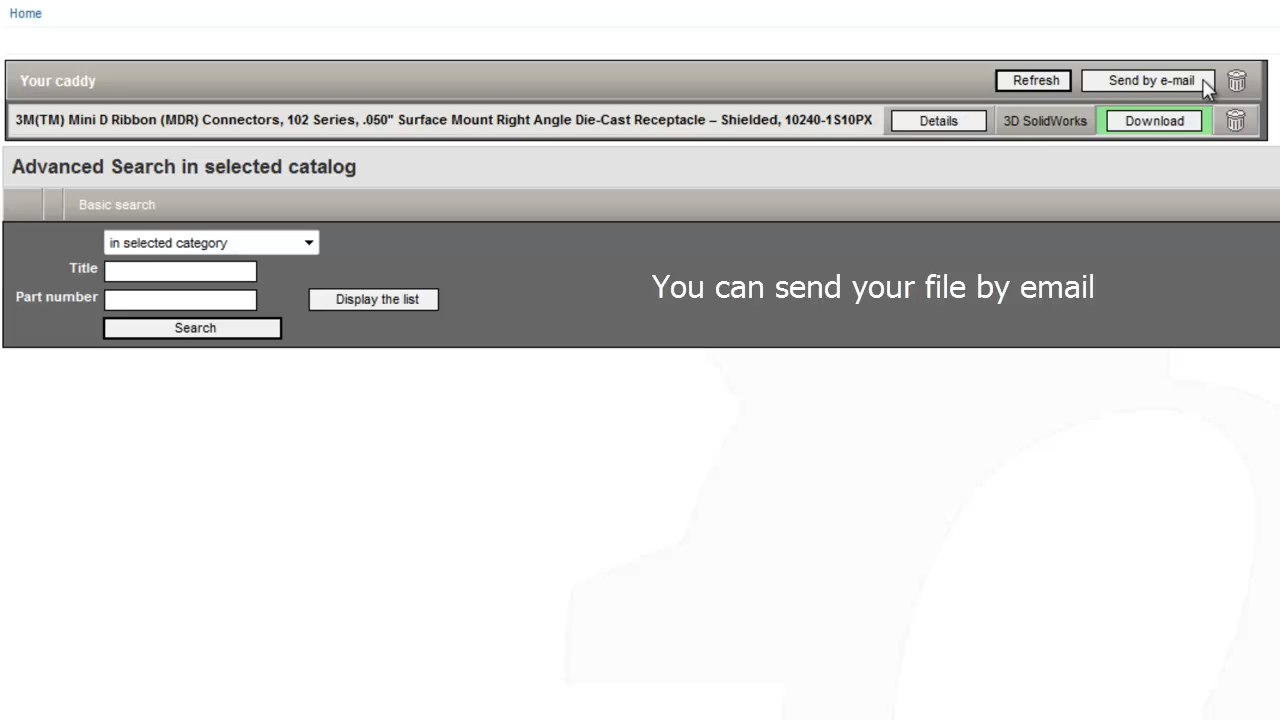 Home
Your caddy Refresh Send by e-mail
3M(TM) Mini D Ribbon (MDR) Connectors, 102 Series, .050" Surface Mount Right Angle Die-Cast Receptacle – Shielded, 10240-1S10PX Details 3D SolidWorks Download
Advanced Search in selected catalog
Basic search
in selected category
Title
You can send your file by email
Part number Display the list
Search